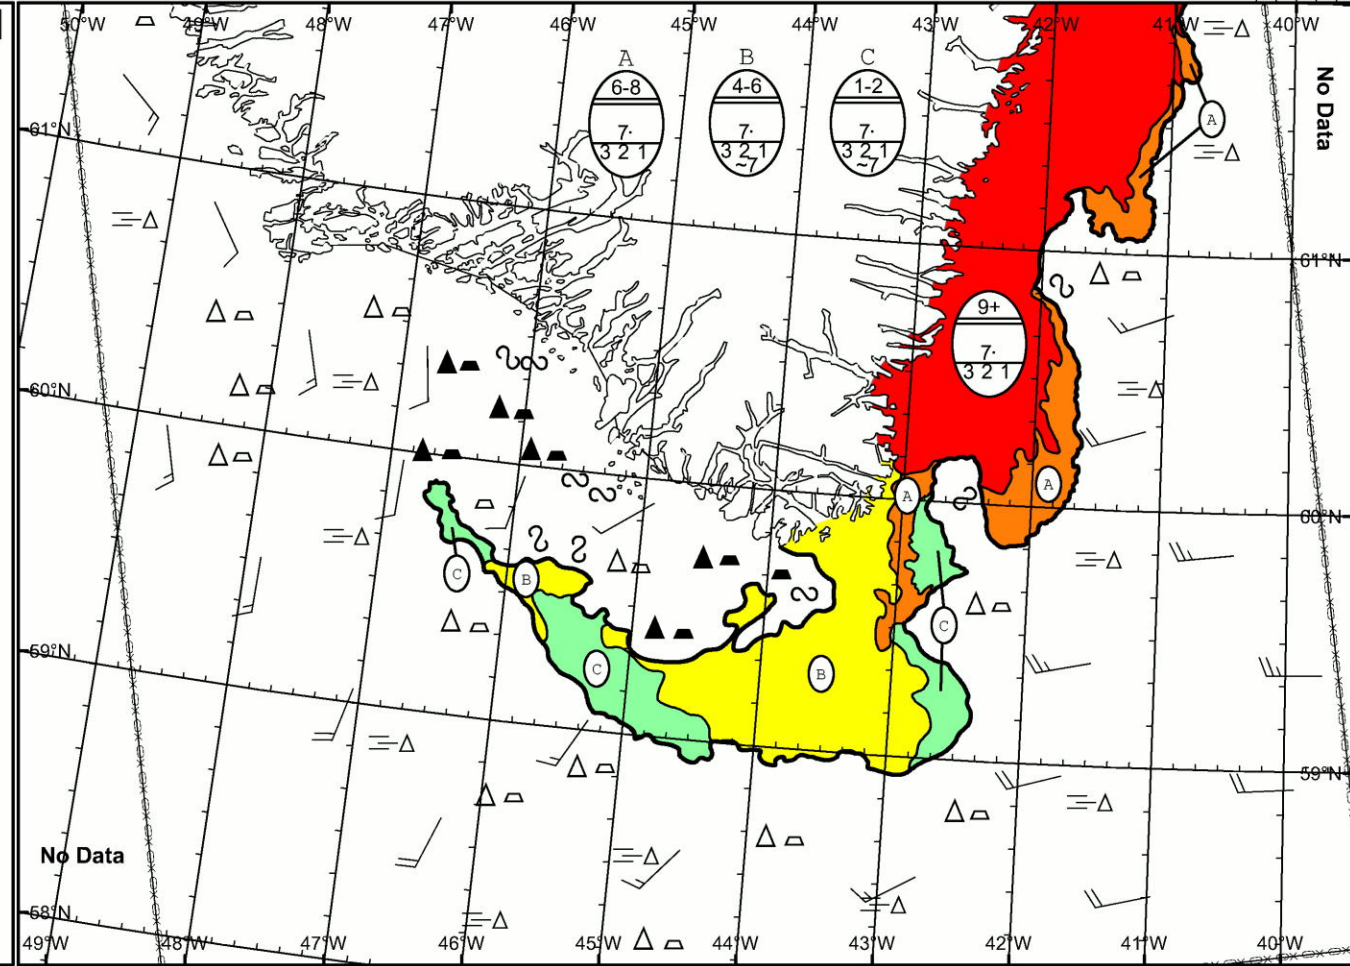 50°W 49°W 48°W 47°W 46°W 45°W 44°W 43°W 42°W 41°W 40°W
A B C
6-8 4-6 1-2
7· 7· 7·
3 2 1 3 2 1 3 2 1
~7 ~7
No Data
A
61°N
61°N
9+
7·
3 2 1
60°N
A A
60°N
C B
C
59°N
C B
59°N
No Data
58°N
49°W 48°W 47°W 46°W 45°W 44°W 43°W 42°W 41°W 40°W